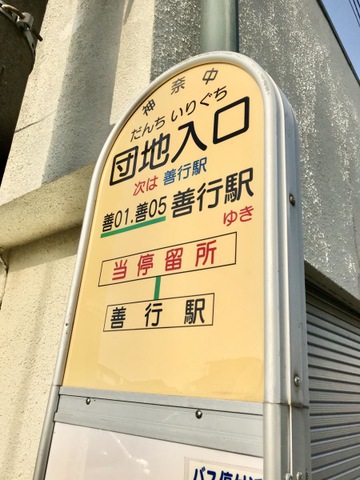 神奈中
だんち いりぐち
団地入口
次は 善行駅
善01.善05 善行駅
ゆき
当停留所
善行駅